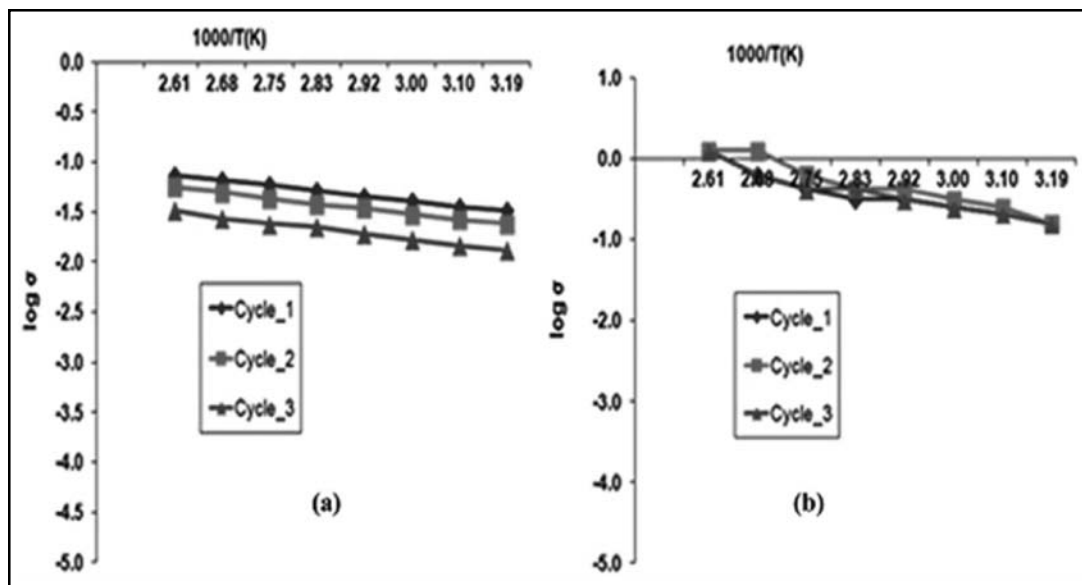 1000/T(K)
0.0
2.61 2.68 2.75 2.83 2.92 3.00 3.10 3.19
-0.5
-1.0
-1.5
-2.0
-2.5
-3.0
-3.5
-4.0
-4.5
-5.0
log σ
Cycle_1
Cycle_2
Cycle_3
(a)
1000/T(K)
1.0
0.0
2.61 2.68 2.75 2.83 2.92 3.00 3.10 3.19
-1.0
-2.0
-3.0
-4.0
-5.0
log σ
Cycle_1
Cycle_2
Cycle_3
(b)